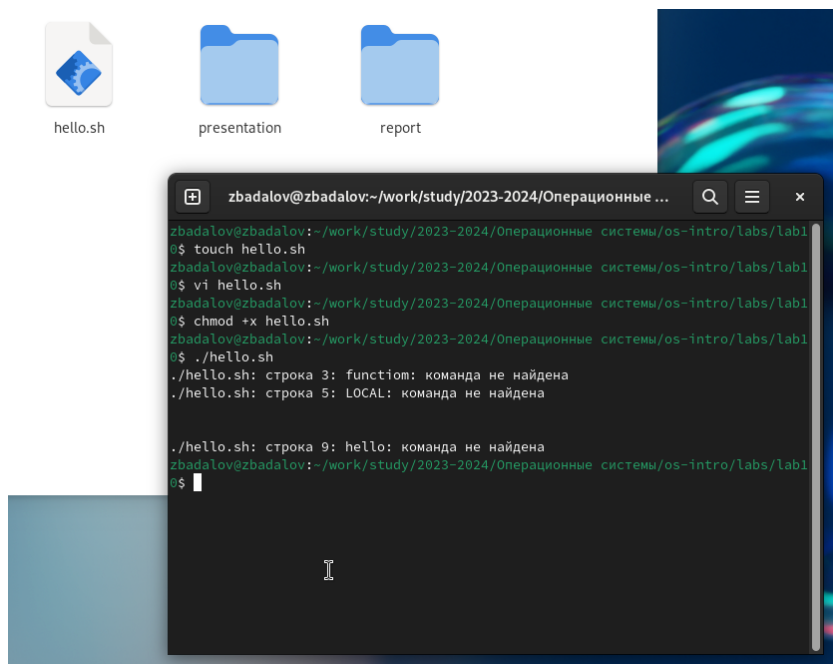 hello.sh
presentation
report
zbadalov@zbadalov:~/work/study/2023-2024/Операционные ...
zbadalov@zbadalov:~/work/study/2023-2024/Операционные системы/os-intro/labs/lab1
0$ touch hello.sh
zbadalov@zbadalov:~/work/study/2023-2024/Операционные системы/os-intro/labs/lab1
0$ vi hello.sh
zbadalov@zbadalov:~/work/study/2023-2024/Операционные системы/os-intro/labs/lab1
0$ chmod +x hello.sh
zbadalov@zbadalov:~/work/study/2023-2024/Операционные системы/os-intro/labs/lab1
0$ ./hello.sh
./hello.sh: строка 3: functiom: команда не найдена
./hello.sh: строка 5: LOCAL: команда не найдена
./hello.sh: строка 9: hello: команда не найдена
zbadalov@zbadalov:~/work/study/2023-2024/Операционные системы/os-intro/labs/lab1
0$